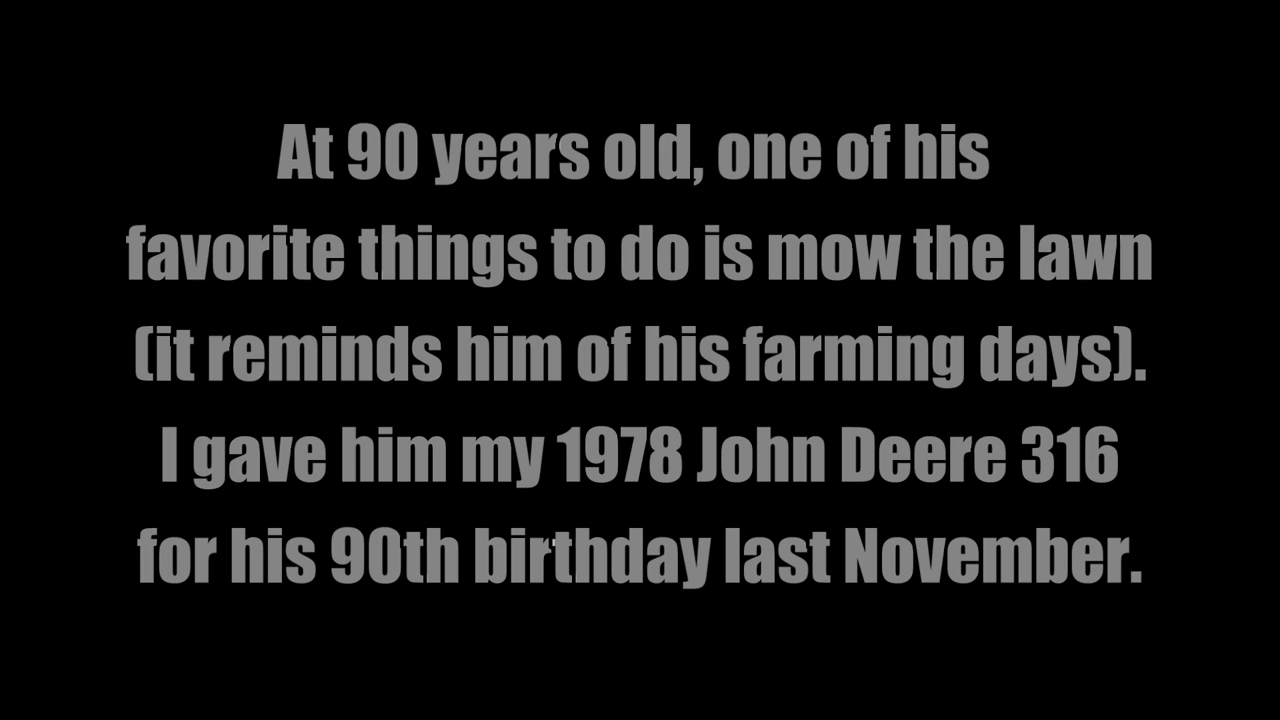 At 90 years old, one of his
favorite things to do is mow the lawn
(it reminds him of his farming days).
I gave him my 1978 John Deere 316
for his 90th birthday last November.